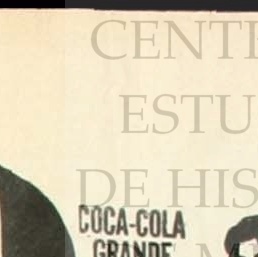 CENT
ESTU
DE HIS
COCA-COLA
GRANDE